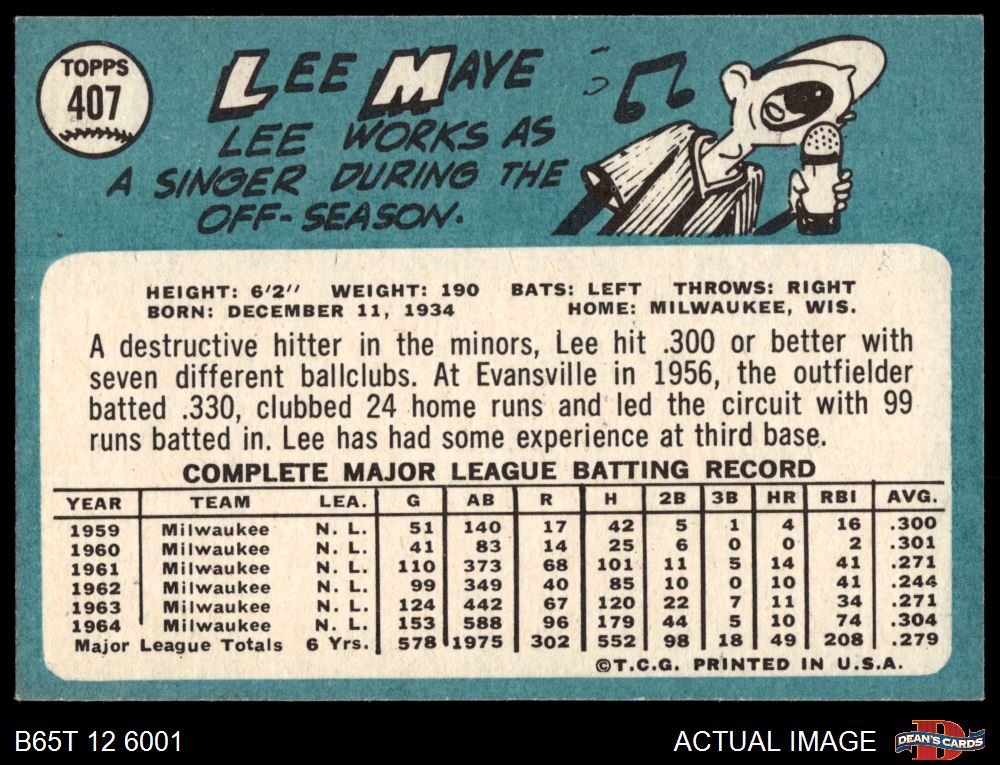 TOPPS
407
LEE MAYE
LEE WORKS AS
A SINGER DURING THE
OFF-SEASON.
HEIGHT: 6'2" WEIGHT: 190 BATS: LEFT THROWS: RIGHT
BORN: DECEMBER 11, 1934 HOME: MILWAUKEE, WIS.
A destructive hitter in the minors, Lee hit .300 or better with
seven different ballclubs. At Evansville in 1956, the outfielder
batted .330, clubbed 24 home runs and led the circuit with 99
runs batted in. Lee has had some experience at third base.
COMPLETE MAJOR LEAGUE BATTING RECORD
YEAR TEAM LEA. G AB R H 2B 3B HR RBI AVG.
1959 Milwaukee N. L. 51 140 17 42 5 1 4 16 .300
1960 Milwaukee N. L. 41 83 14 25 6 0 0 2 .301
1961 Milwaukee N. L. 110 373 68 101 11 5 14 41 .271
1962 Milwaukee N. L. 99 349 40 85 10 0 10 41 .244
1963 Milwaukee N. L. 124 442 67 120 22 7 11 34 .271
1964 Milwaukee N. L. 153 588 96 179 44 5 10 74 .304
Major League Totals 6 Yrs. 578 1975 302 552 98 18 49 208 .279
©T.C.G. PRINTED IN U.S.A.
B65T 12 6001
ACTUAL IMAGE
DEAN'S CARDS